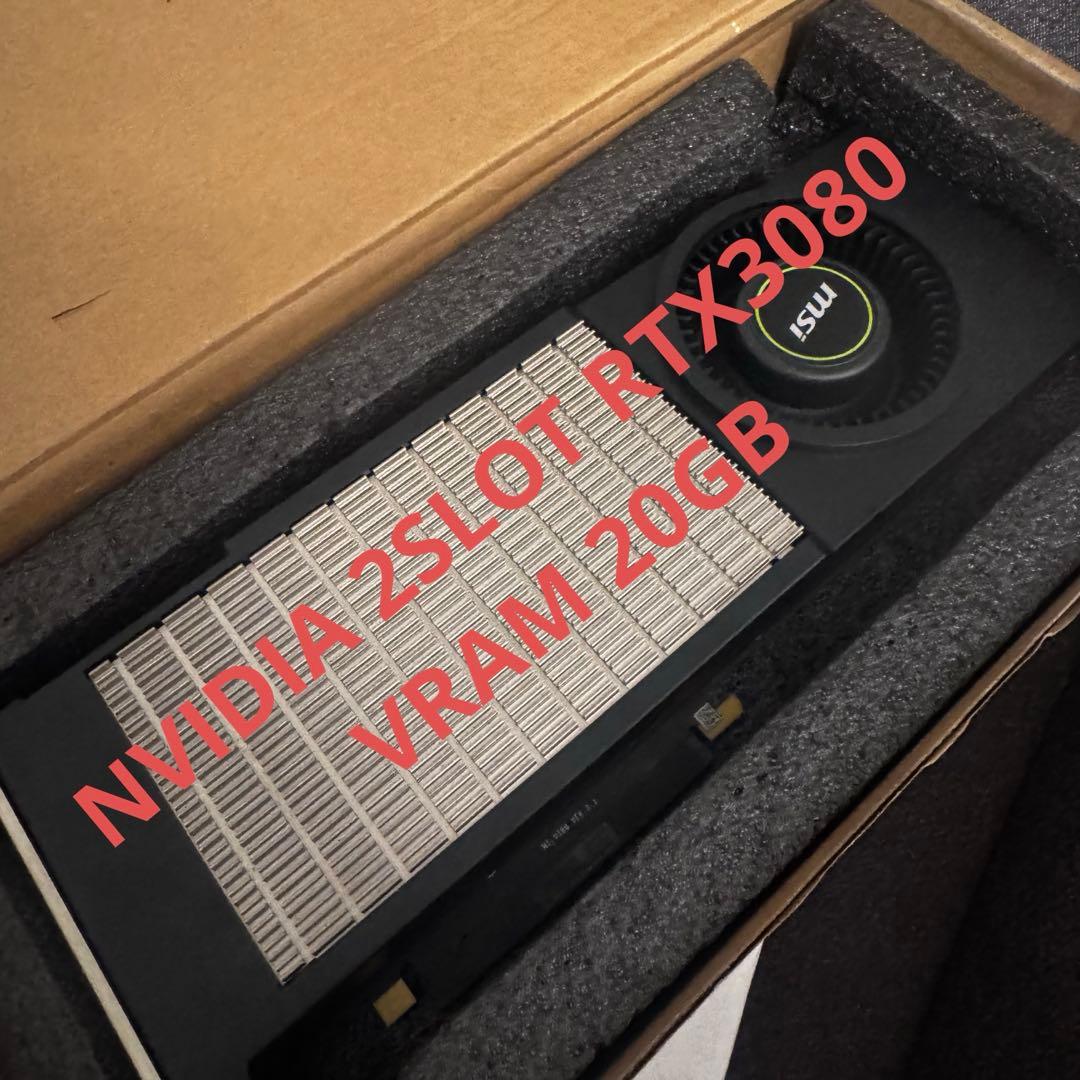 NVIDIA 2SLOT RTX3080
VRAM 20GB
msi